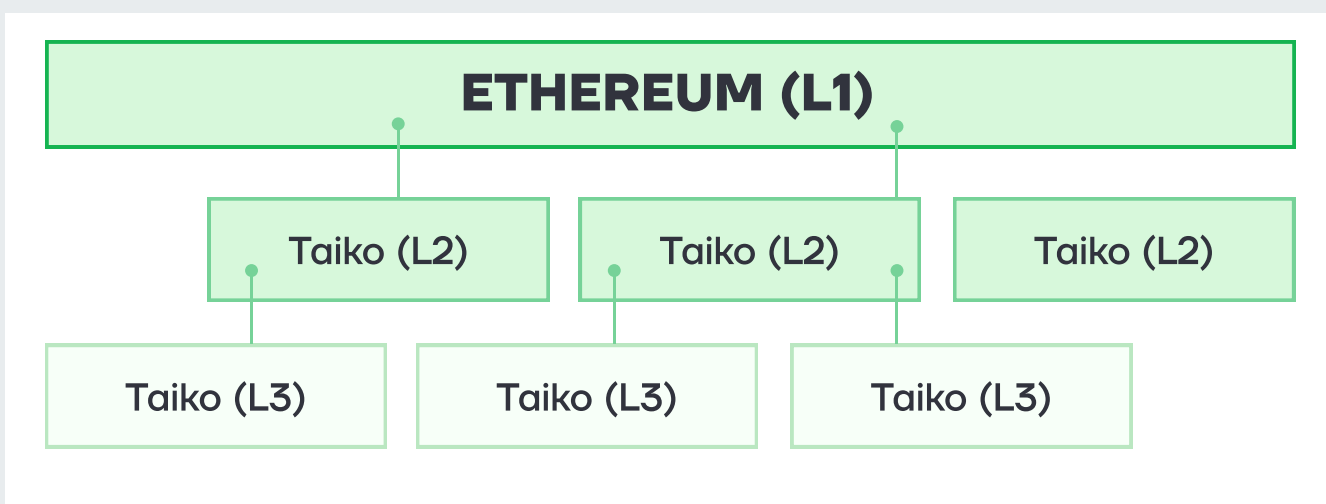 ETHEREUM (L1)
Taiko (L2)
Taiko (L2)
Taiko (L2)
Taiko (L3)
Taiko (L3)
Taiko (L3)